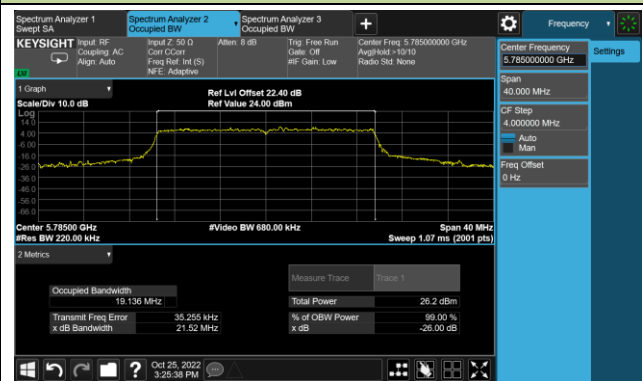 Spectrum Analyzer 1
Swept SA
Spectrum Analyzer 2
Occupied BW
Spectrum Analyzer 3
Occupied BW
+
Frequency
KEYSIGHT
Input: RF
Coupling: AC
Align: Auto
Input Z: 50 Ω
Corr CCorr
Freq Ref: Int (S)
NFE: Adaptive
Atten: 8 dB
Trig: Free Run
Gate: Off
#IF Gain: Low
Center Freq: 5.785000000 GHz
Avg|Hold:>10/10
Radio Std: None
Center Frequency
5.785000000 GHz
Settings
Span
40.000 MHz
CF Step
4.000000 MHz
Auto
Man
Freq Offset
0 Hz
1 Graph
Scale/Div 10.0 dB
Ref Lvl Offset 22.40 dB
Ref Value 24.00 dBm
Log
14.0
4.00
-6.00
-16.0
-26.0
-36.0
-46.0
-56.0
-66.0
Center 5.78500 GHz
#Res BW 220.00 kHz
#Video BW 680.00 kHz
Span 40 MHz
Sweep 1.07 ms (2001 pts)
2 Metrics
Measure Trace
Trace 1
Occupied Bandwidth
19.136 MHz
Total Power
26.2 dBm
Transmit Freq Error
35.255 kHz
% of OBW Power
99.00 %
x dB Bandwidth
21.52 MHz
x dB
-26.00 dB
?
Oct 25, 2022
3:25:38 PM